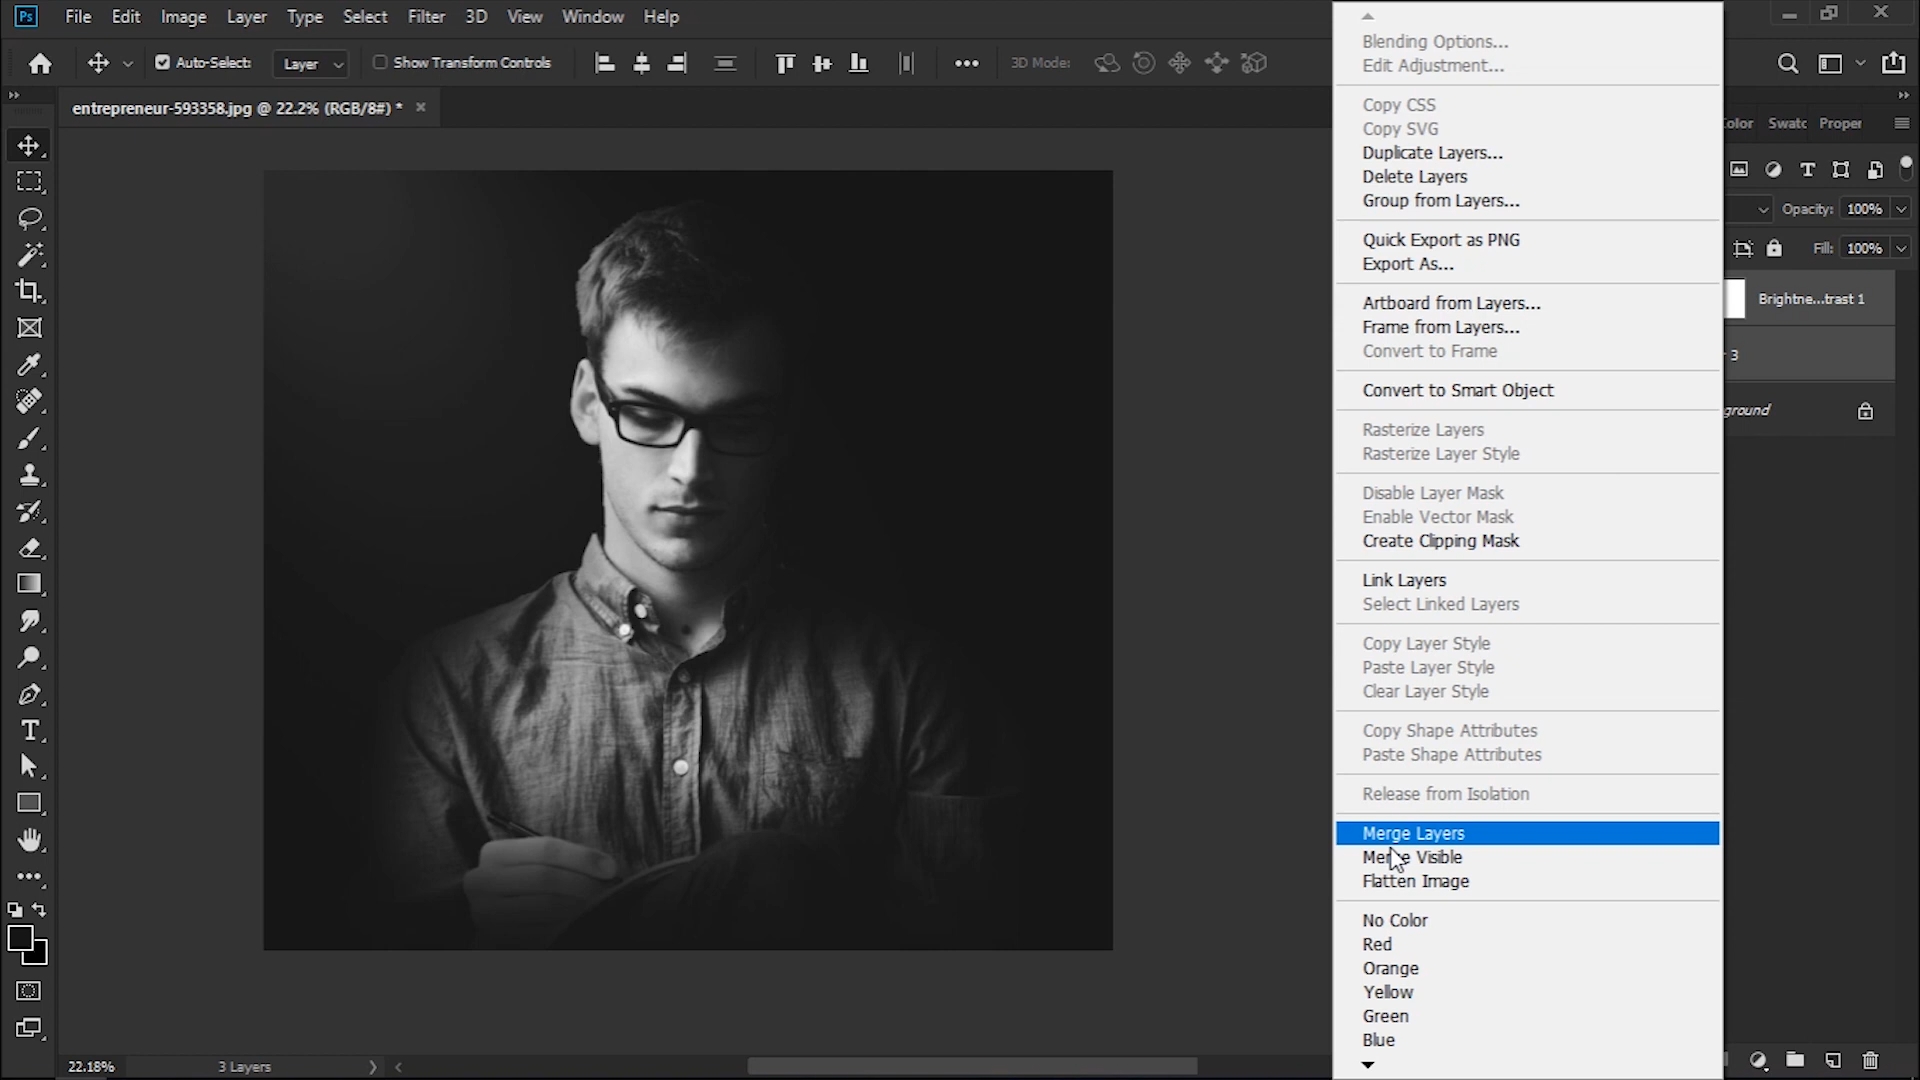 Ps File Edit Image Layer Type Select Filter 3D View Window Help
Auto-Select: Layer Show Transform Controls 3D Mode:
entrepreneur-593358.jpg @ 22.2% (RGB/8#) * ×
Blending Options...
Edit Adjustment...
Copy CSS
Copy SVG
Duplicate Layers...
Delete Layers
Group from Layers...
Quick Export as PNG
Export As...
Artboard from Layers...
Frame from Layers...
Convert to Frame
Convert to Smart Object
Rasterize Layers
Rasterize Layer Style
Disable Layer Mask
Enable Vector Mask
Create Clipping Mask
Link Layers
Select Linked Layers
Copy Layer Style
Paste Layer Style
Clear Layer Style
Copy Shape Attributes
Paste Shape Attributes
Release from Isolation
Merge Layers
Merge Visible
Flatten Image
No Color
Red
Orange
Yellow
Green
Blue
olor Swatc Proper
Opacity: 100%
Fill: 100%
Brightne...trast 1
3
ground
22.18% 3 Layers